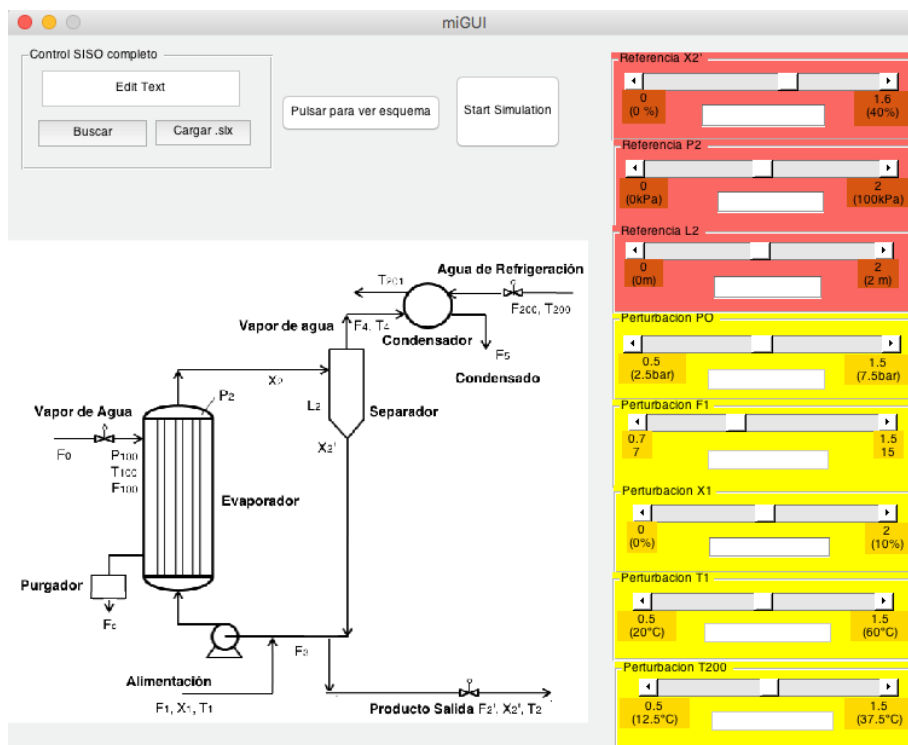 miGUI
Control SISO completo
Edit Text
Buscar
Cargar .slx
Pulsar para ver esquema
Start Simulation
Referencia X2'
0
(0 %)
1.6
(40%)
Referencia P2
0
(0kPa)
2
(100kPa)
Referencia L2
0
(0m)
2
(2 m)
Perturbacion PO
0.5
(2.5bar)
1.5
(7.5bar)
Perturbacion F1
0.7
7
1.5
15
Perturbacion X1
0
(0%)
2
(10%)
Perturbacion T1
0.5
(20°C)
1.5
(60°C)
Perturbacion T200
0.5
(12.5°C)
1.5
(37.5°C)
Agua de Refrigeración
T201
F200, T200
Vapor de agua
F4, T4
Condensador
F5
Condensado
X2
P2
L2
Separador
Vapor de Agua
F0
P100
T100
F100
X2'
Evaporador
Purgador
Fc
F3
Alimentación
F1, X1, T1
Producto Salida F2', X2', T2